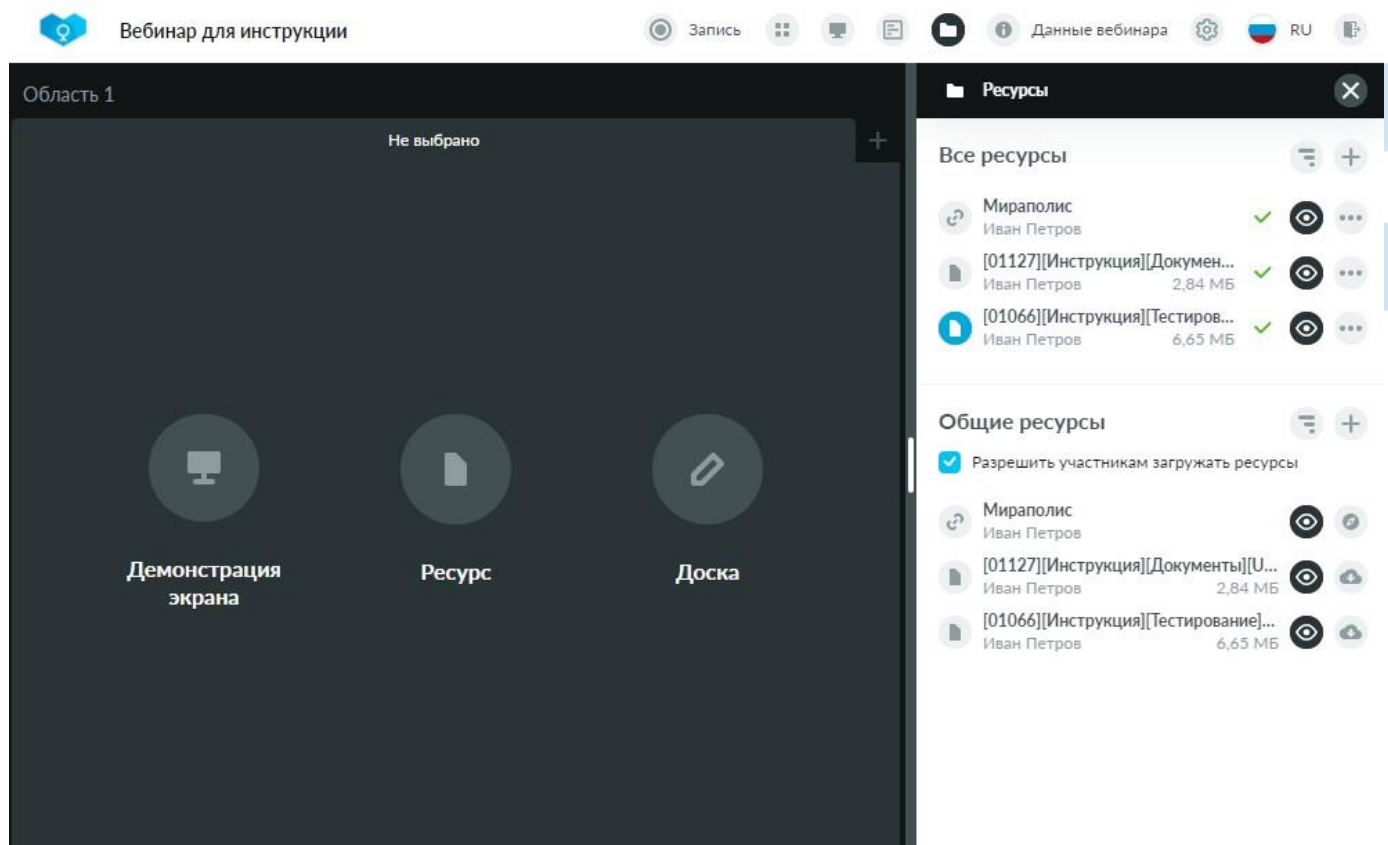 Вебинар для инструкции
Запись
Данные вебинара
RU
Область 1
Не выбрано
Демонстрация
экрана
Ресурс
Доска
Ресурсы
Все ресурсы
Мираполис
Иван Петров
[01127][Инструкция][Докумен...
Иван Петров 2,84 МБ
[01066][Инструкция][Тестиров...
Иван Петров 6,65 МБ
Общие ресурсы
Разрешить участникам загружать ресурсы
Мираполис
Иван Петров
[01127][Инструкция][Документы][U...
Иван Петров 2,84 МБ
[01066][Инструкция][Тестирование]...
Иван Петров 6,65 МБ